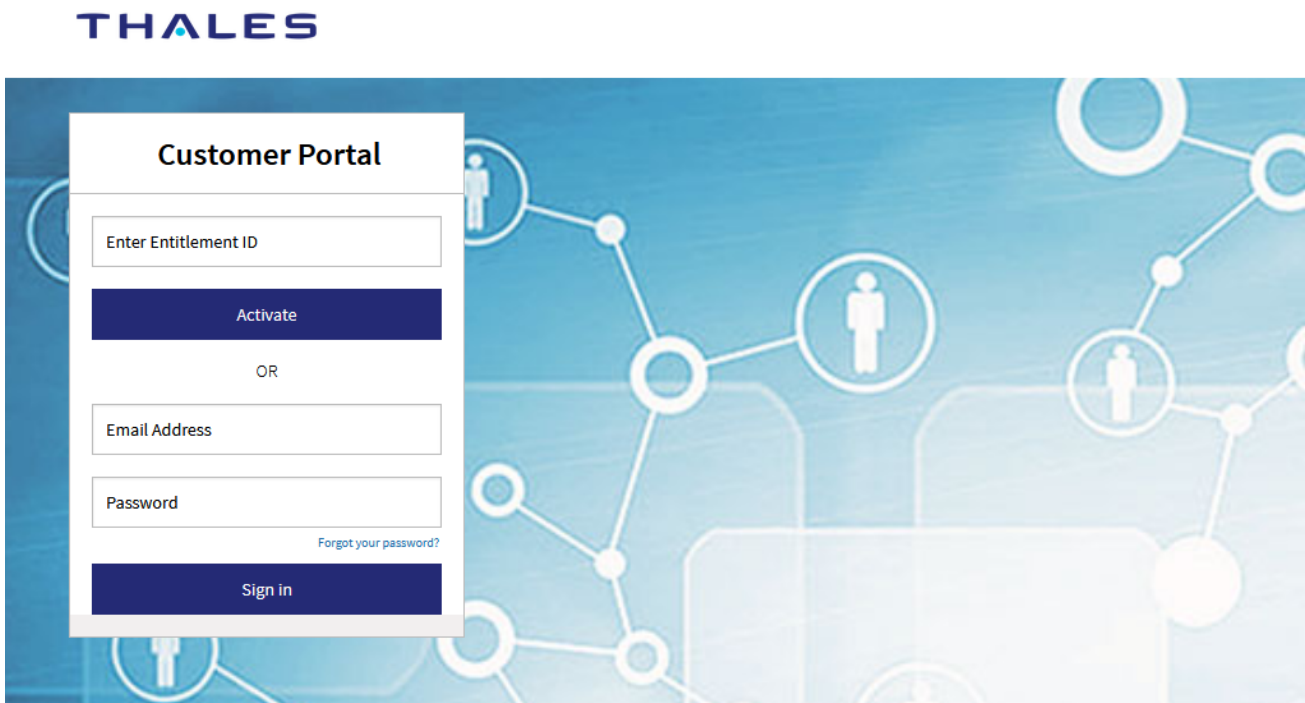 THALES
Customer Portal
Enter Entitlement ID
Activate
OR
Email Address
Password
Forgot your password?
Sign in